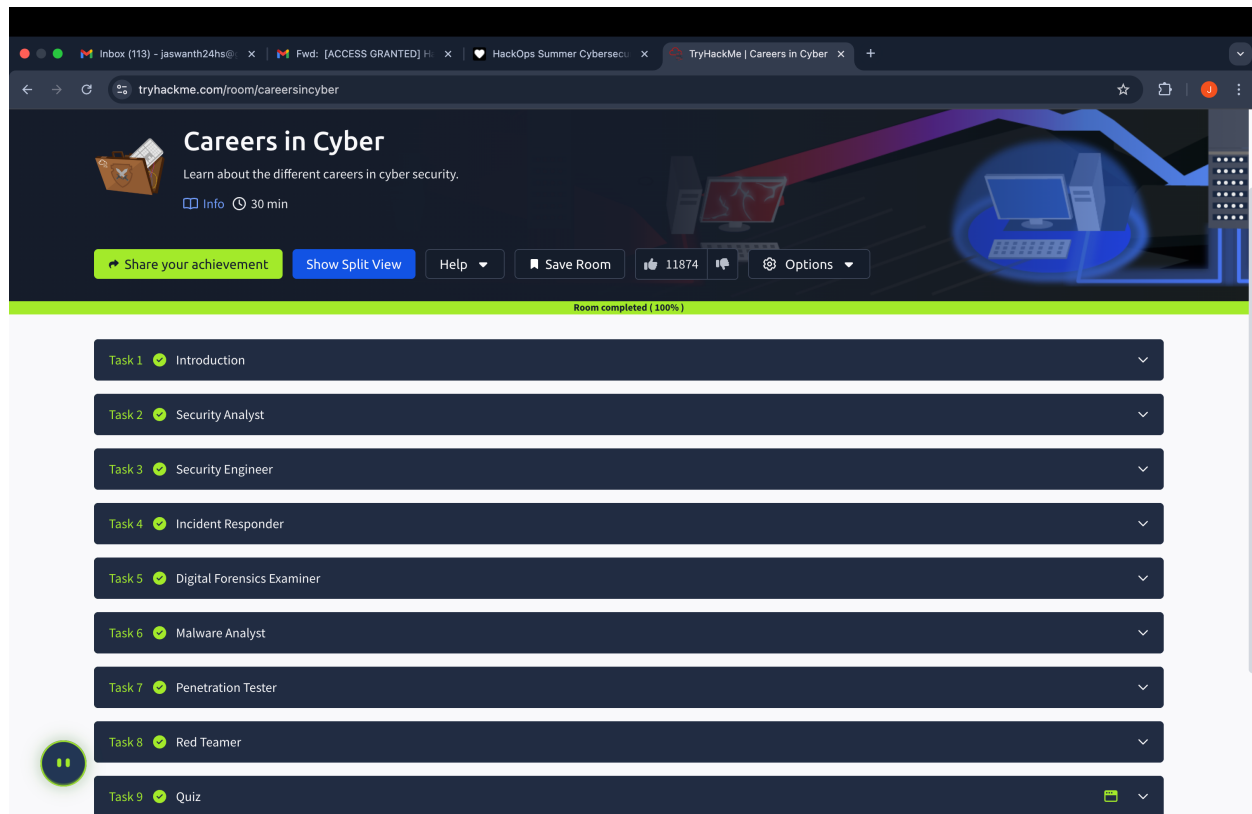 Inbox (113) - jaswanth24hs@
Fwd: [ACCESS GRANTED] H
HackOps Summer Cybersecu
TryHackMe | Careers in Cyber
tryhackme.com/room/careersincyber
J
Careers in Cyber
Learn about the different careers in cyber security.
Info 30 min
Share your achievement Show Split View Help Save Room 11874 Options
Room completed ( 100% )
Task 1 Introduction
Task 2 Security Analyst
Task 3 Security Engineer
Task 4 Incident Responder
Task 5 Digital Forensics Examiner
Task 6 Malware Analyst
Task 7 Penetration Tester
Task 8 Red Teamer
Task 9 Quiz